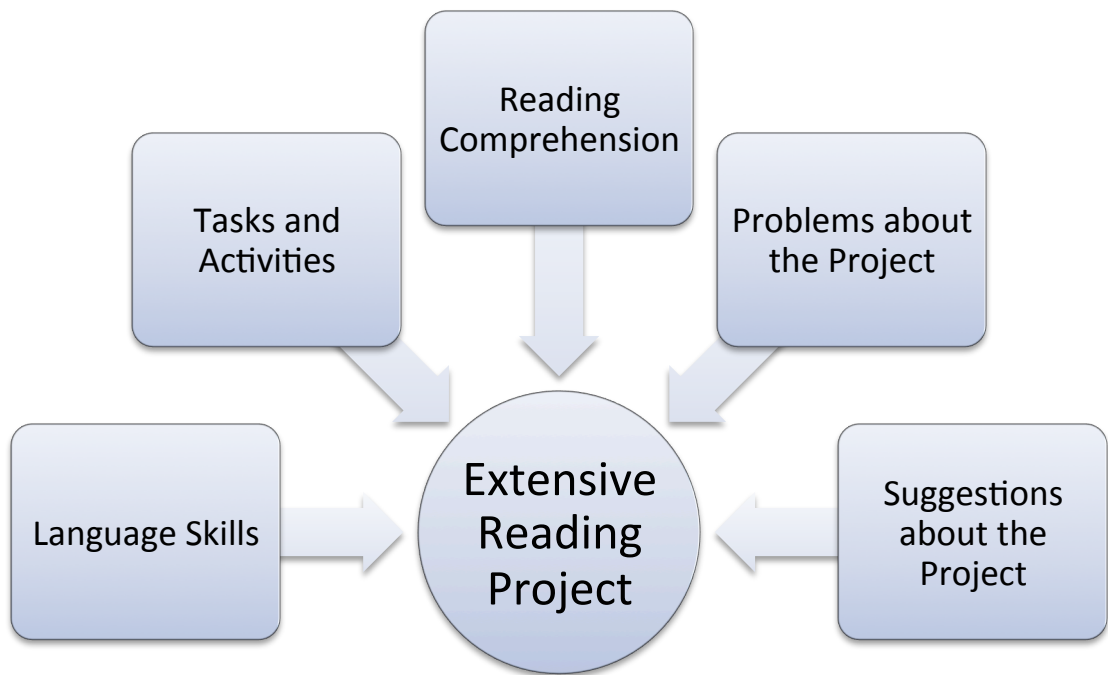 Language Skills
Tasks and
Activities
Reading
Comprehension
Problems about
the Project
Suggestions
about the
Project
Extensive
Reading
Project